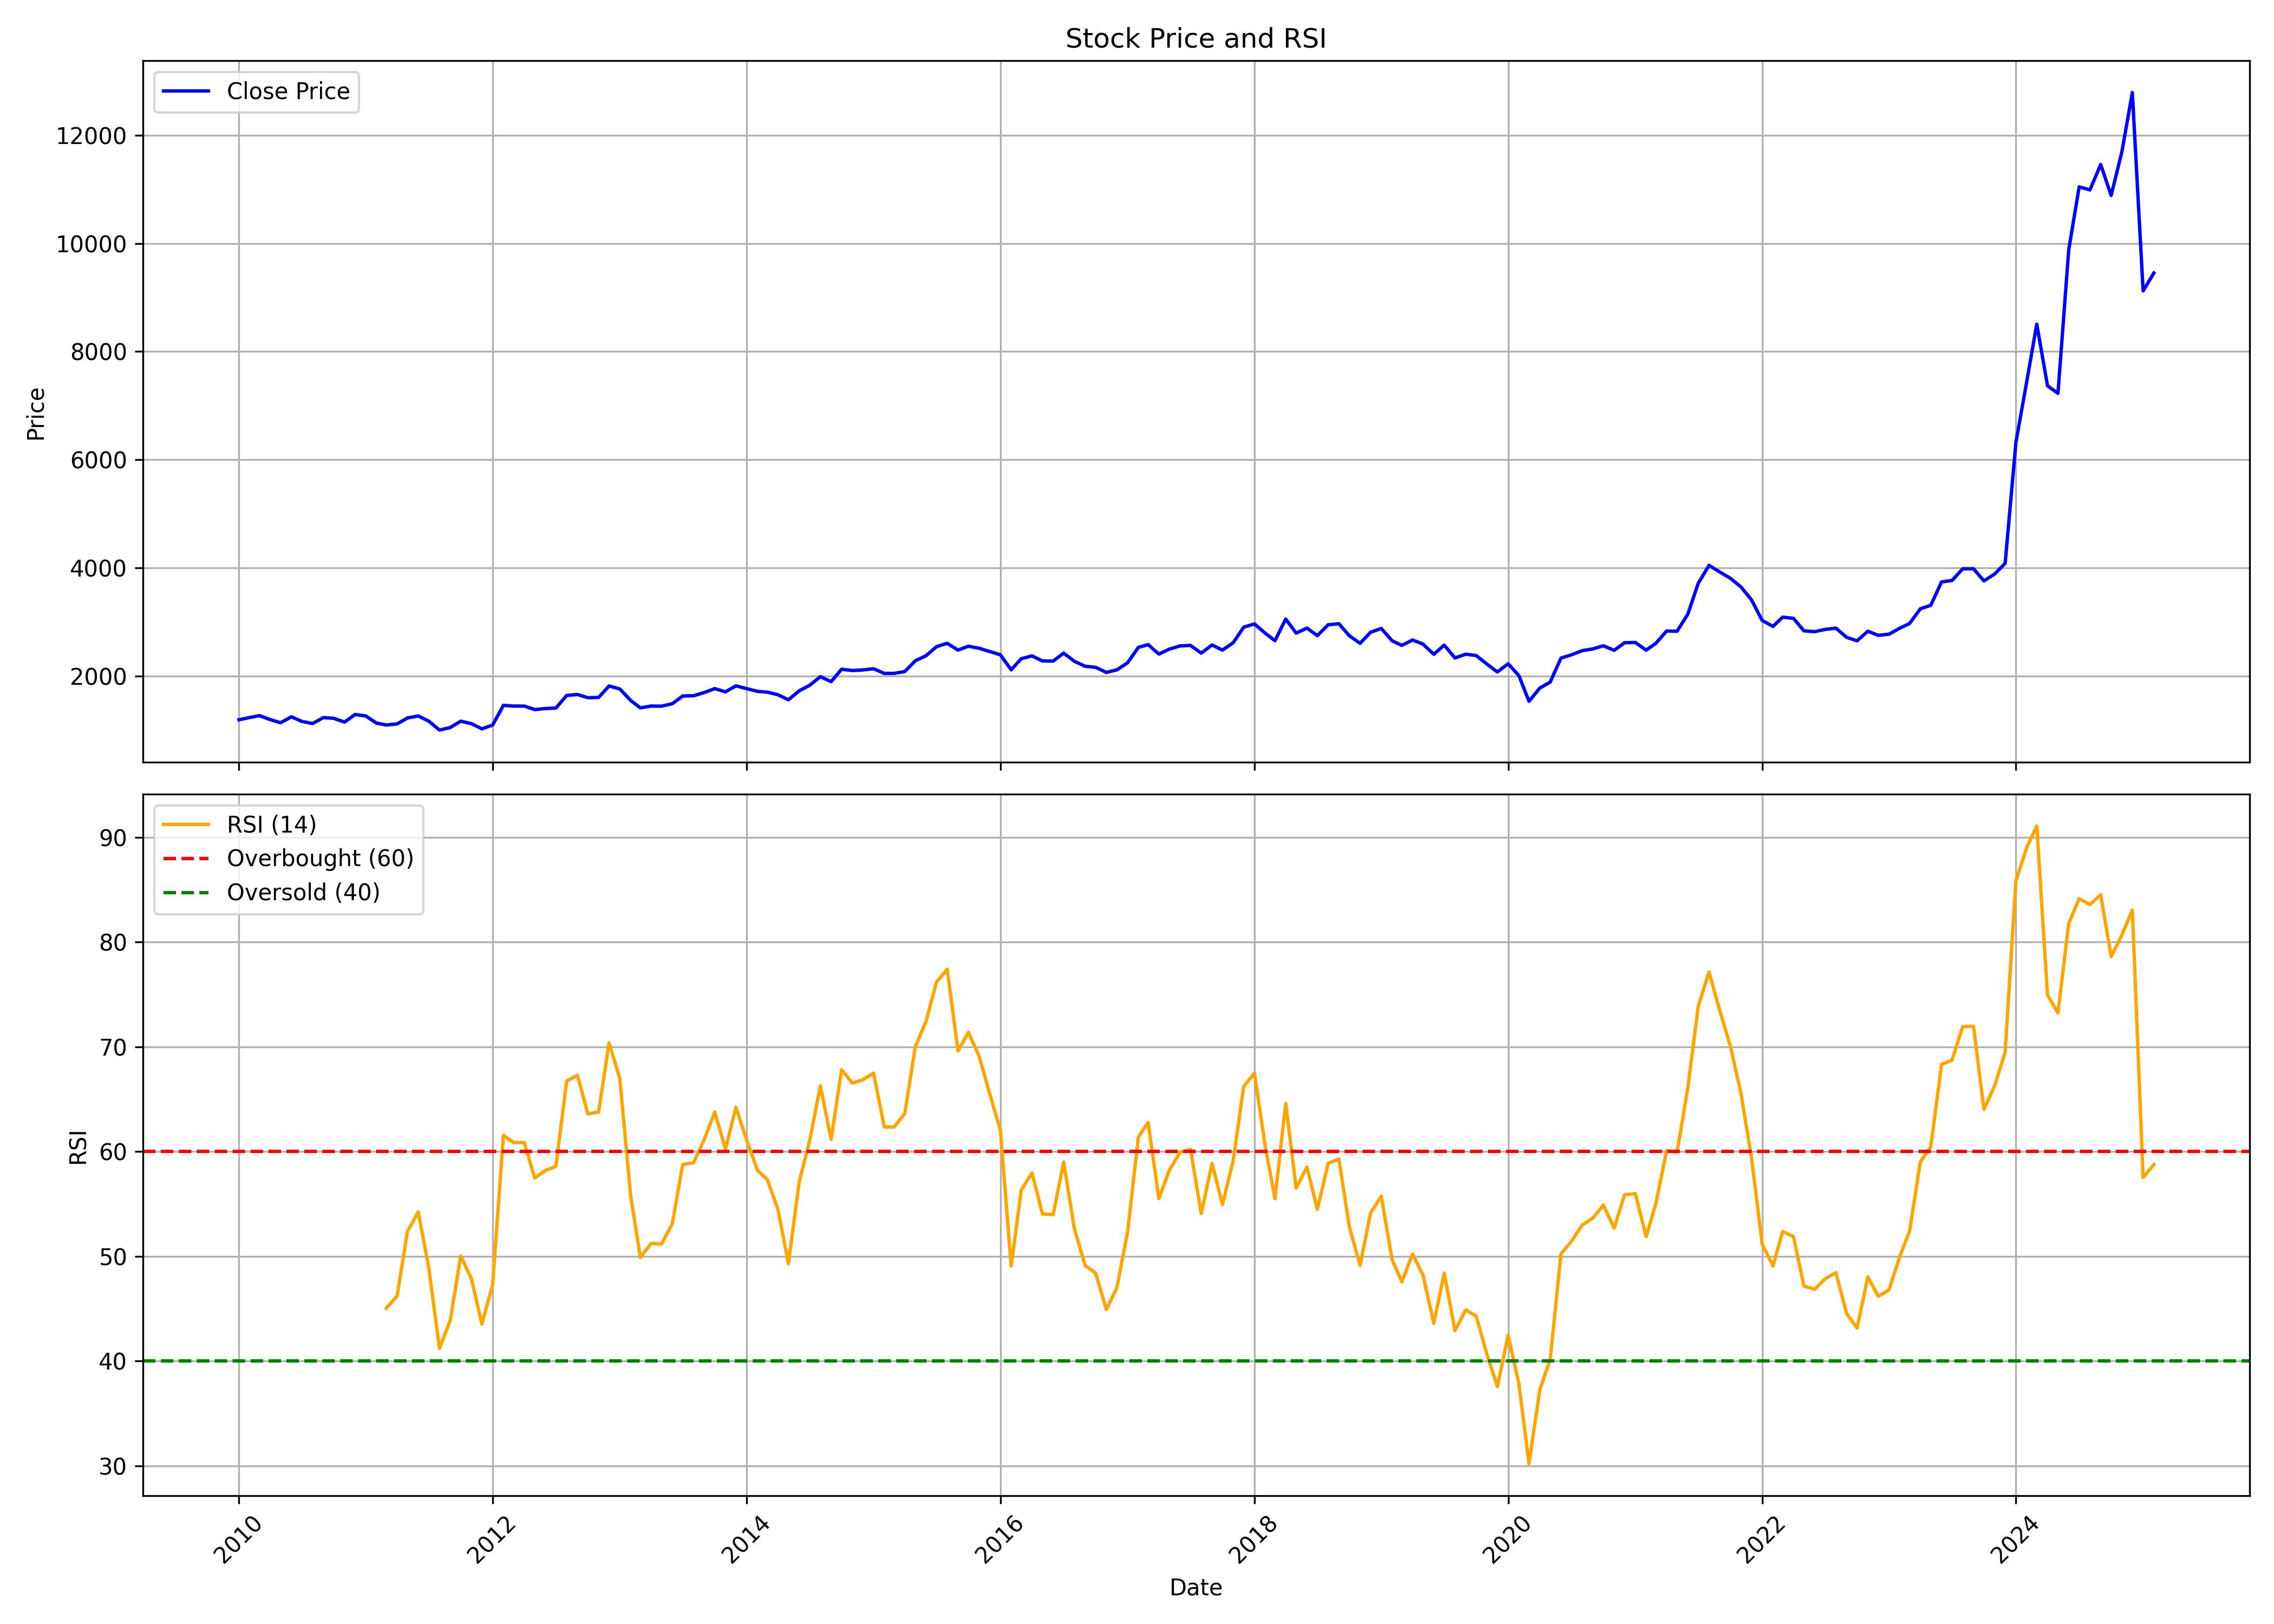 Stock Price and RSI
Close Price
12000
10000
8000
6000
4000
2000
Price
RSI (14)
Overbought (60)
Oversold (40)
90
80
70
60
50
40
30
RSI
2010
2012
2014
2016
2018
2020
2022
2024
Date